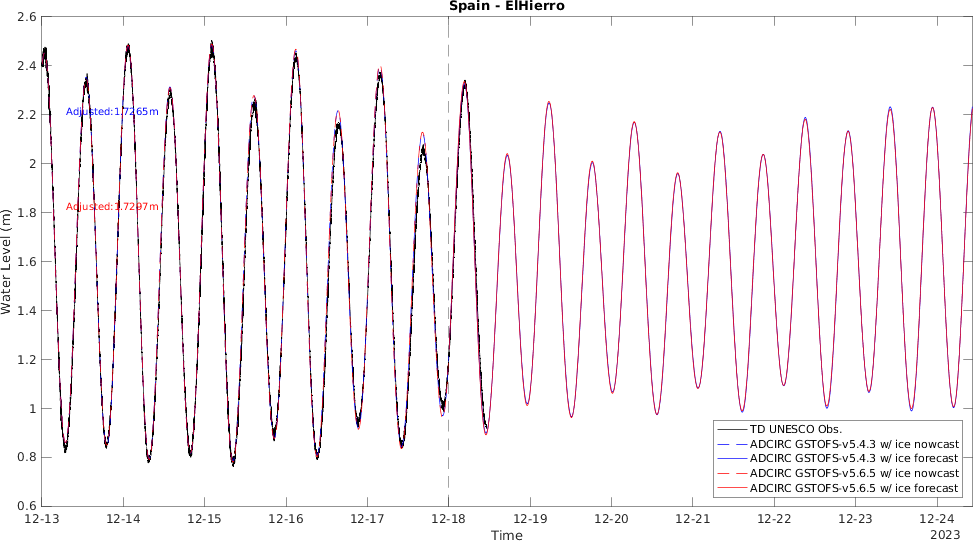 Spain - ElHierro
2.6
2.4
2.2
2
1.8
1.6
1.4
1.2
1
0.8
0.6
Water Level (m)
Adjusted:1.7265m
Adjusted:1.7297m
TD UNESCO Obs.
ADCIRC GSTOFS-v5.4.3 w/ ice nowcast
ADCIRC GSTOFS-v5.4.3 w/ ice forecast
ADCIRC GSTOFS-v5.6.5 w/ ice nowcast
ADCIRC GSTOFS-v5.6.5 w/ ice forecast
12-13 12-14 12-15 12-16 12-17 12-18 12-19 12-20 12-21 12-22 12-23 12-24
2023
Time